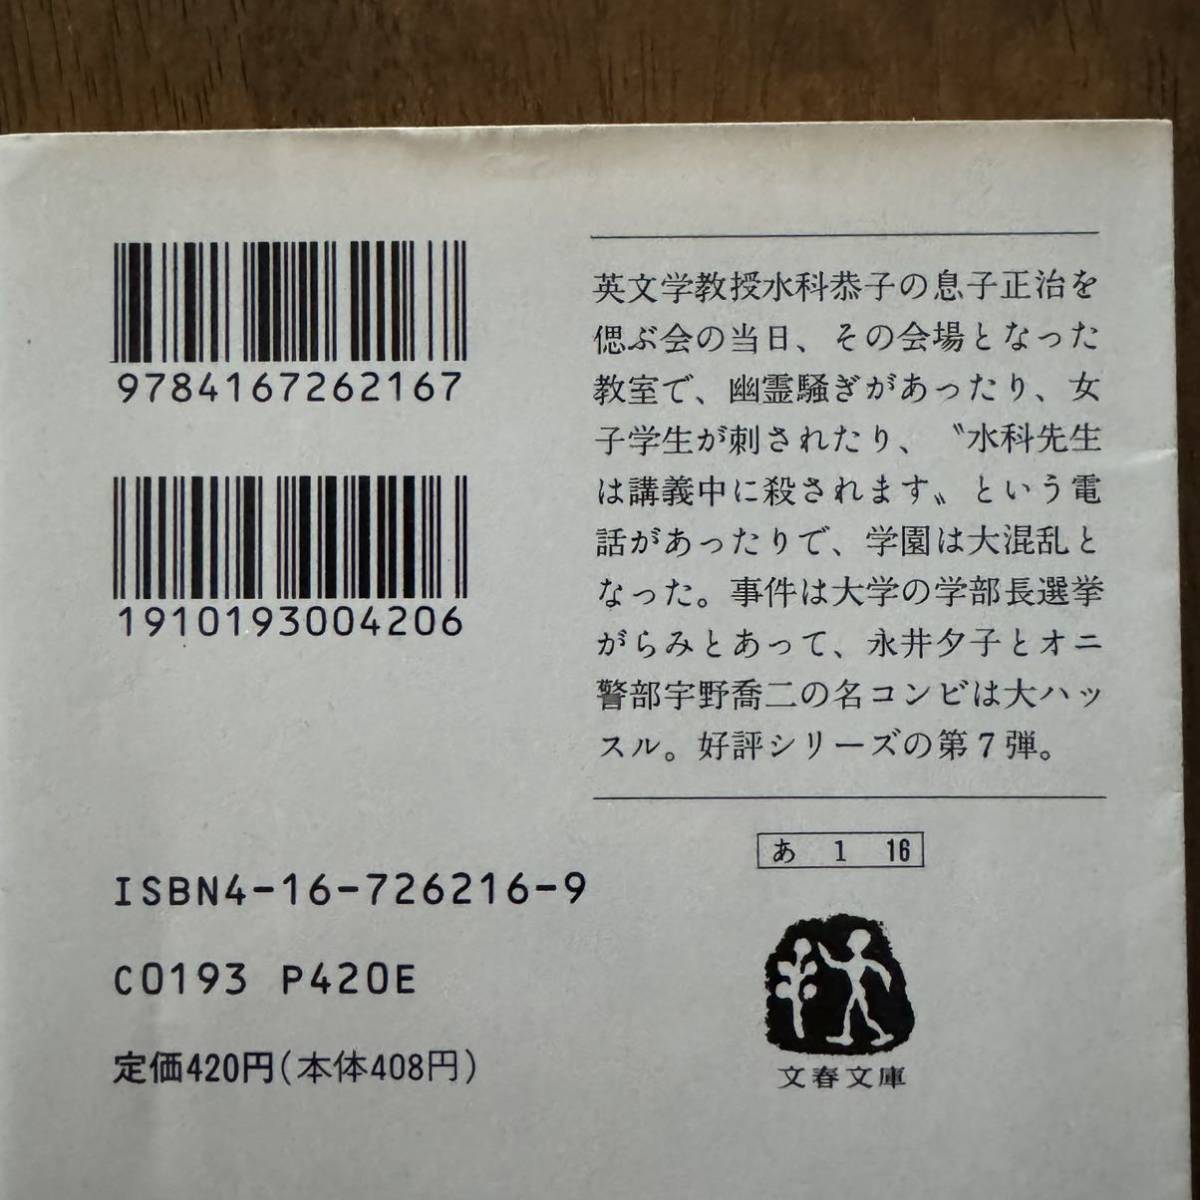 9784167262167
1910193004206
英文学教授水科恭子の息子正治を
偲ぶ会の当日、その会場となった
教室で、幽霊騒ぎがあったり、女
子学生が刺されたり、〝水科先生
は講義中に殺されます〟という電
話があったりで、学園は大混乱と
なった。事件は大学の学部長選挙
がらみとあって、永井夕子とオニ
警部宇野喬二の名コンビは大ハッ
スル。好評シリーズの第7弾。
あ 1 16
ISBN4-16-726216-9
C0193 P420E
定価420円(本体408円)
文春文庫